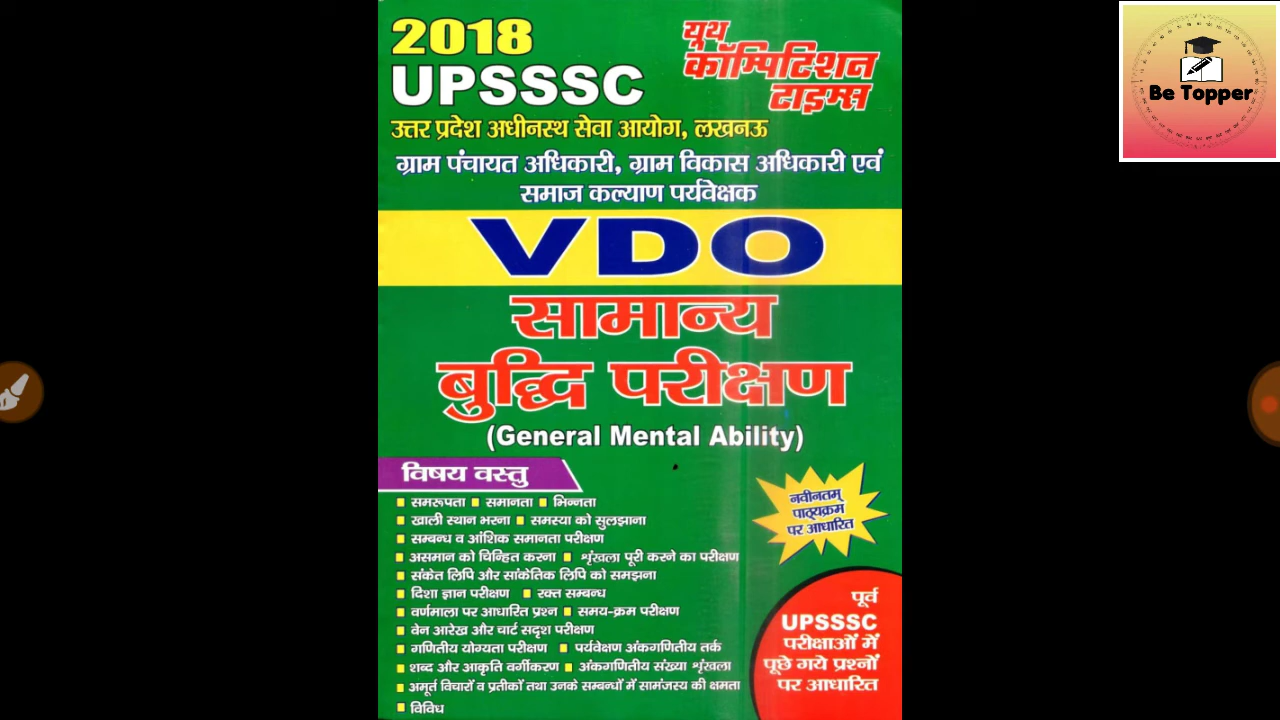 2018
UPSSSC
यूथ
कॉम्पिटिशन
टाइम्स
उत्तर प्रदेश अधीनस्थ सेवा आयोग, लखनऊ
ग्राम पंचायत अधिकारी, ग्राम विकास अधिकारी एवं
समाज कल्याण पर्यवेक्षक
VDO
सामान्य
बुद्धि परीक्षण
(General Mental Ability)
विषय वस्तु
समरूपता समानता भिन्नता
खाली स्थान भरना समस्या को सुलझाना
सम्बन्ध व आंशिक समानता परीक्षण
असमान को चिन्हित करना शृंखला पूरी करने का परीक्षण
संकेत लिपि और सांकेतिक लिपि को समझना
दिशा ज्ञान परीक्षण रक्त सम्बन्ध
वर्णमाला पर आधारित प्रश्न समय-क्रम परीक्षण
वेन आरेख और चार्ट सदृश परीक्षण
गणितीय योग्यता परीक्षण पर्यवेक्षण अंकगणितीय तर्क
शब्द और आकृति वर्गीकरण अंकगणितीय संख्या शृंखला
अमूर्त विचारों व प्रतीकों तथा उनके सम्बन्धों में सामंजस्य की क्षमता
विविध
नवीनतम्
पाठ्यक्रम
पर आधारित
पूर्व
UPSSSC
परीक्षाओं में
पूछे गये प्रश्नों
पर आधारित
Be Topper